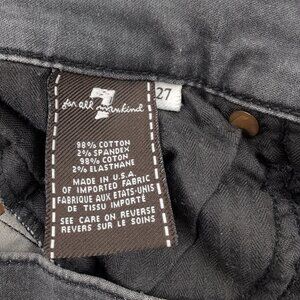 7
for all mankind
27
98% COTTON
2% SPANDEX
98% COTON
2% ELASTHANE
MADE IN U.S.A.
OF IMPORTED FABRIC
FABRIQUE AUX ETATS-UNIS
DE TISSU IMPORTÉ
SEE CARE ON REVERSE
REVERS SUR LE SOINS